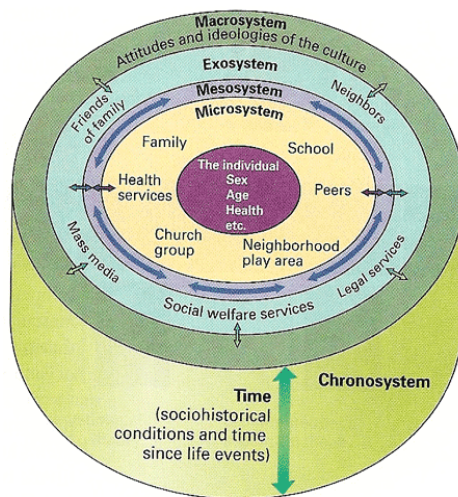 Macrosystem
Attitudes and ideologies of the culture
Exosystem
Mesosystem
Microsystem
Friends
of family
Neighbors
Family
School
The individual
Sex
Age
Health
etc.
Health
services
Peers
Church
group
Neighborhood
play area
Mass media
Social welfare services
Legal services
Time
(sociohistorical
conditions and time
since life events)
Chronosystem